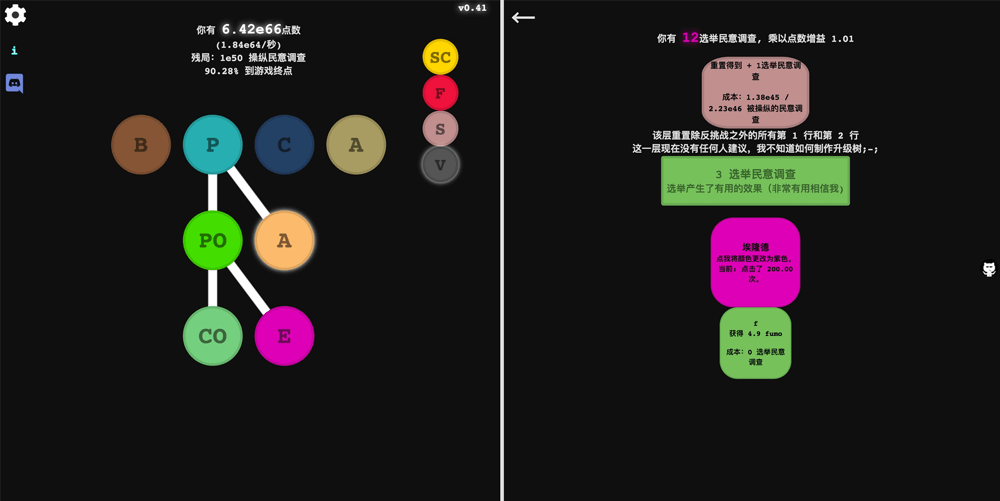 v0.41
你有 6.42e66点数
(1.84e64/秒)
残局: 1e50 操纵民意调查
90.28% 到游戏终点
i
SC
F
S
V
B
P
C
A
PO
A
CO
E
你有 12选举民意调查, 乘以点数增益 1.01
重置得到 + 1选举民意调
查
成本: 1.38e45 /
2.23e46 被操纵的民意调
查
该层重置除反挑战之外的所有第 1 行和第 2 行
这一层现在没有任何人建议，我不知道如何制作升级树;-;
3 选举民意调查
选举产生了有用的效果（非常有用相信我)
埃隆德
点我将颜色更改为紫色.
当前: 点击了 200.00
次.
f
获得 4.9 fumo
成本: 0 选举民意
调查